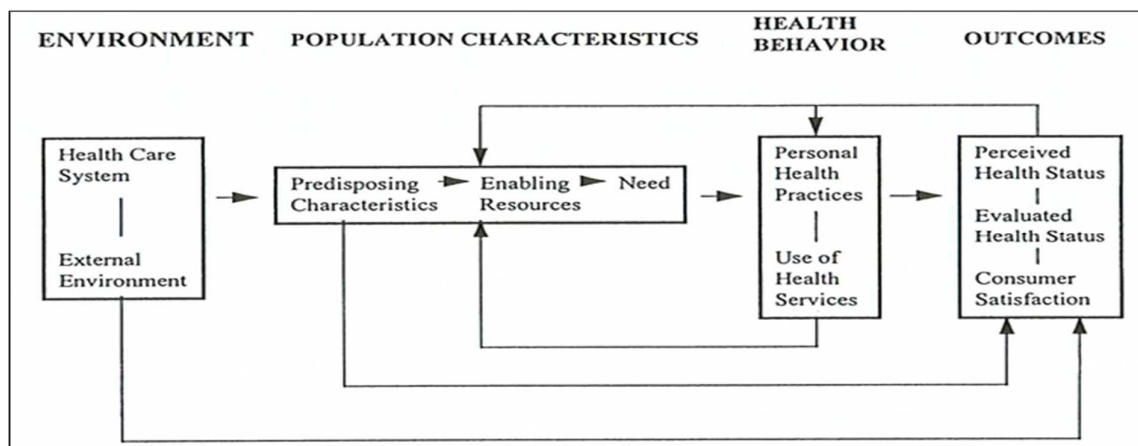 ENVIRONMENT
POPULATION CHARACTERISTICS
HEALTH
BEHAVIOR
OUTCOMES
Health Care
System
External
Environment
Predisposing
Characteristics
Enabling
Resources
Need
Personal
Health
Practices
Use of
Health
Services
Perceived
Health Status
Evaluated
Health Status
Consumer
Satisfaction